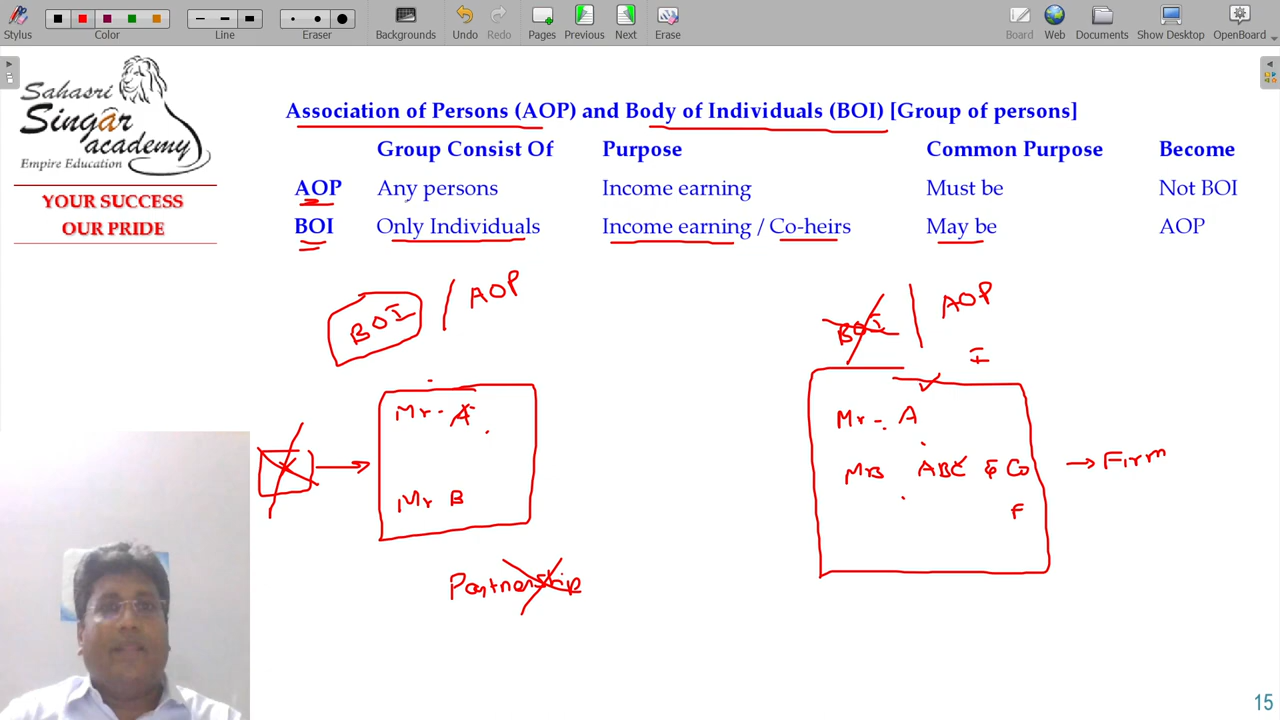 Stylus Color Line Eraser Backgrounds Undo Redo Pages Previous Next Erase Board Web Documents Show Desktop OpenBoard
Sahasri
Singar
academy
Empire Education
YOUR SUCCESS
OUR PRIDE
Association of Persons (AOP) and Body of Individuals (BOI) [Group of persons]
Group Consist Of Purpose Common Purpose Become
AOP Any persons Income earning Must be Not BOI
BOI Only Individuals Income earning / Co-heirs May be AOP
BOI / AOP
Mr. A
Mr B
Partnership
BOI | AOP
I
Mr. A
MrB ABC & Co → Firm
F
15